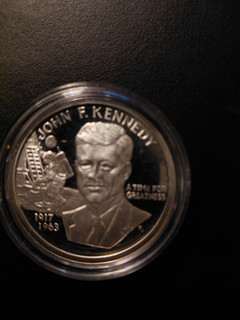 JOHN F. KENNEDY
A TIME FOR
GREATNESS
1917
1963